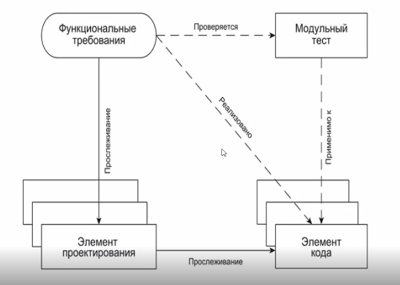 Функциональные
требования
Проверяется
Модульный
тест
Прослеживание
Реализовано
Применимо к
Элемент
проектирования
Прослеживание
Элемент
кода